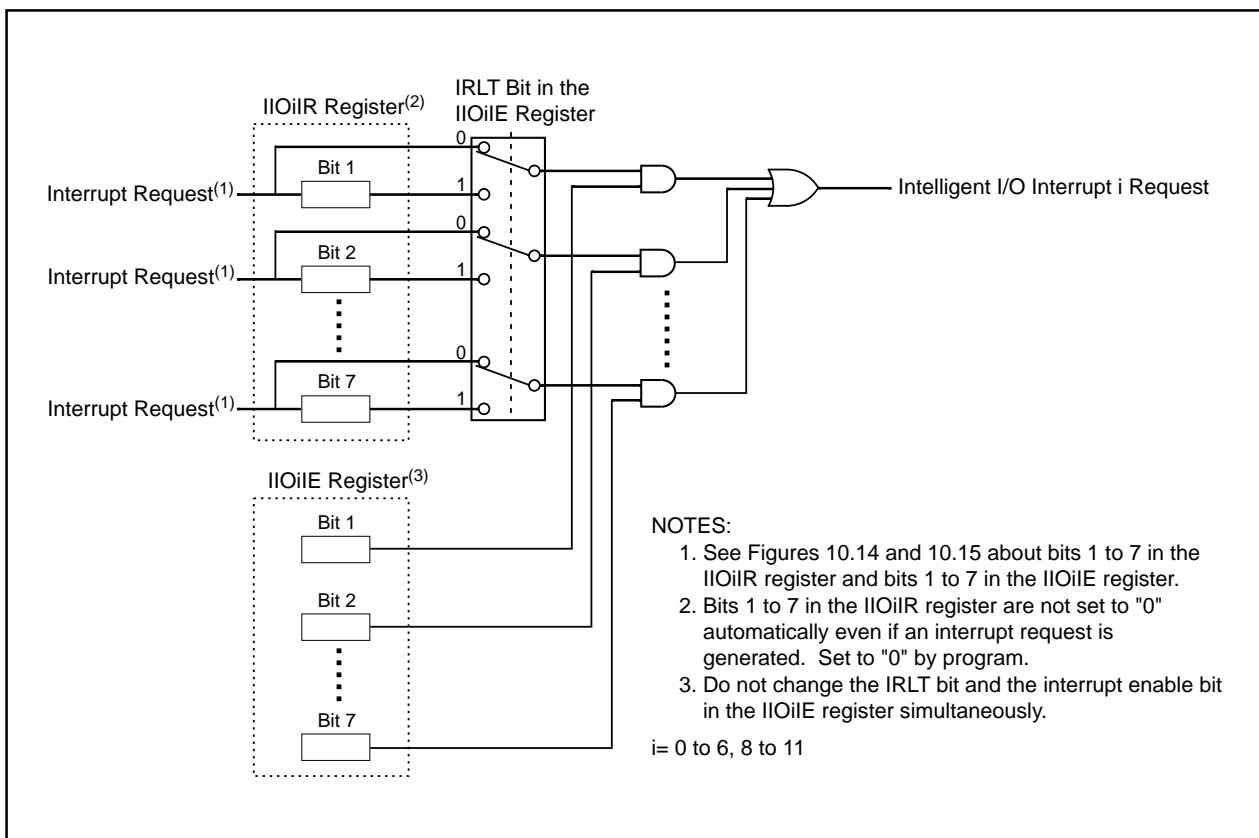 IRLT Bit in the
IIOiIE Register
IIOiIR Register(2)
0
Bit 1
Interrupt Request(1)
1
Intelligent I/O Interrupt i Request
0
Bit 2
Interrupt Request(1)
1
0
Bit 7
Interrupt Request(1)
1
IIOiIE Register(3)
Bit 1
Bit 2
Bit 7
NOTES:
1. See Figures 10.14 and 10.15 about bits 1 to 7 in the
IIOiIR register and bits 1 to 7 in the IIOiIE register.
2. Bits 1 to 7 in the IIOiIR register are not set to "0"
automatically even if an interrupt request is
generated.  Set to "0" by program.
3. Do not change the IRLT bit and the interrupt enable bit
in the IIOiIE register simultaneously.
i= 0 to 6, 8 to 11